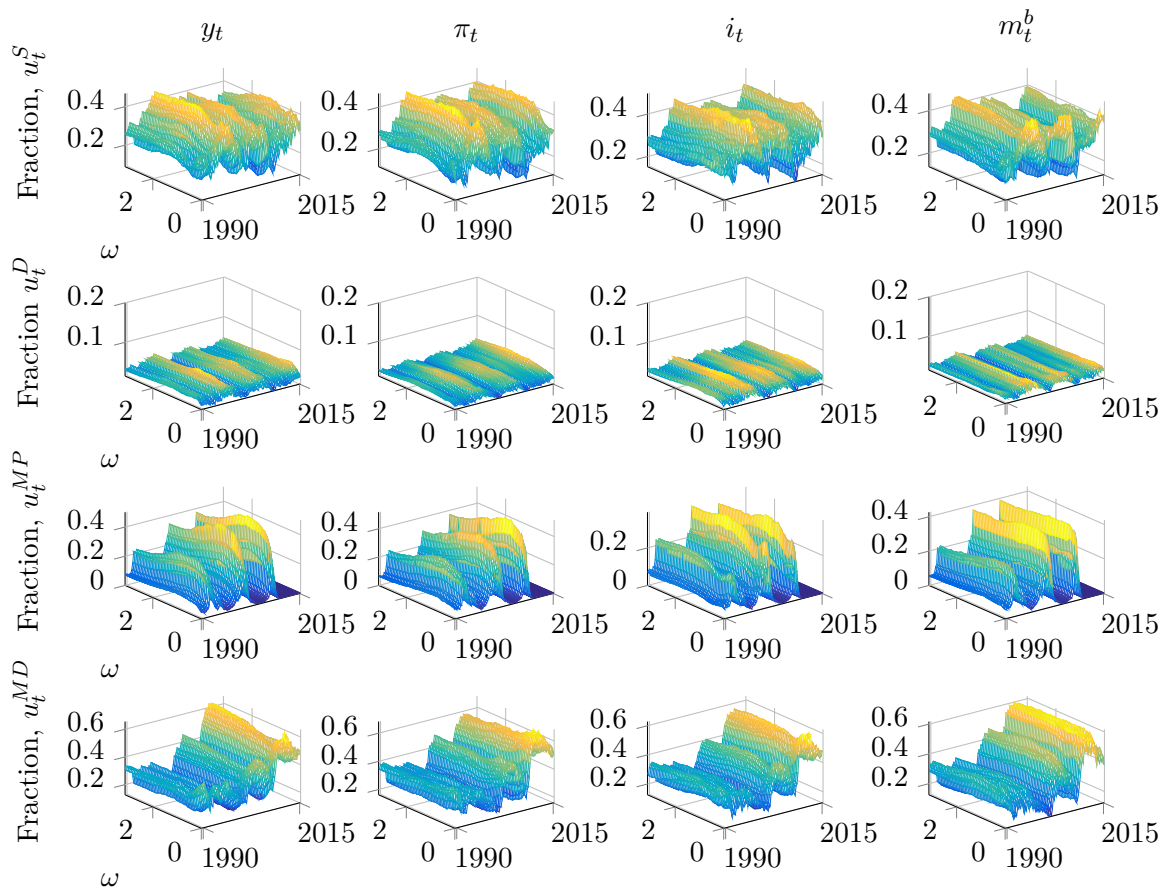 y_t π_t i_t m_t^b
Fraction, u_t^S
0.4 0.2 2 0 1990 2015 ω
0.4 0.2 2 0 1990 2015
0.4 0.2 2 0 1990 2015
0.4 0.2 2 0 1990 2015
Fraction u_t^D
0.2 0.1 2 0 1990 2015 ω
0.2 0.1 2 0 1990 2015
0.2 0.1 2 0 1990 2015
0.2 0.1 2 0 1990 2015
Fraction, u_t^{MP}
0.4 0.2 0 2 0 1990 2015 ω
0.4 0.2 0 2 0 1990 2015
0.2 0 2 0 1990 2015
0.4 0.2 0 2 0 1990 2015
Fraction, u_t^{MD}
0.6 0.4 0.2 2 0 1990 2015 ω
0.6 0.4 0.2 2 0 1990 2015
0.6 0.4 0.2 2 0 1990 2015
0.6 0.4 0.2 2 0 1990 2015